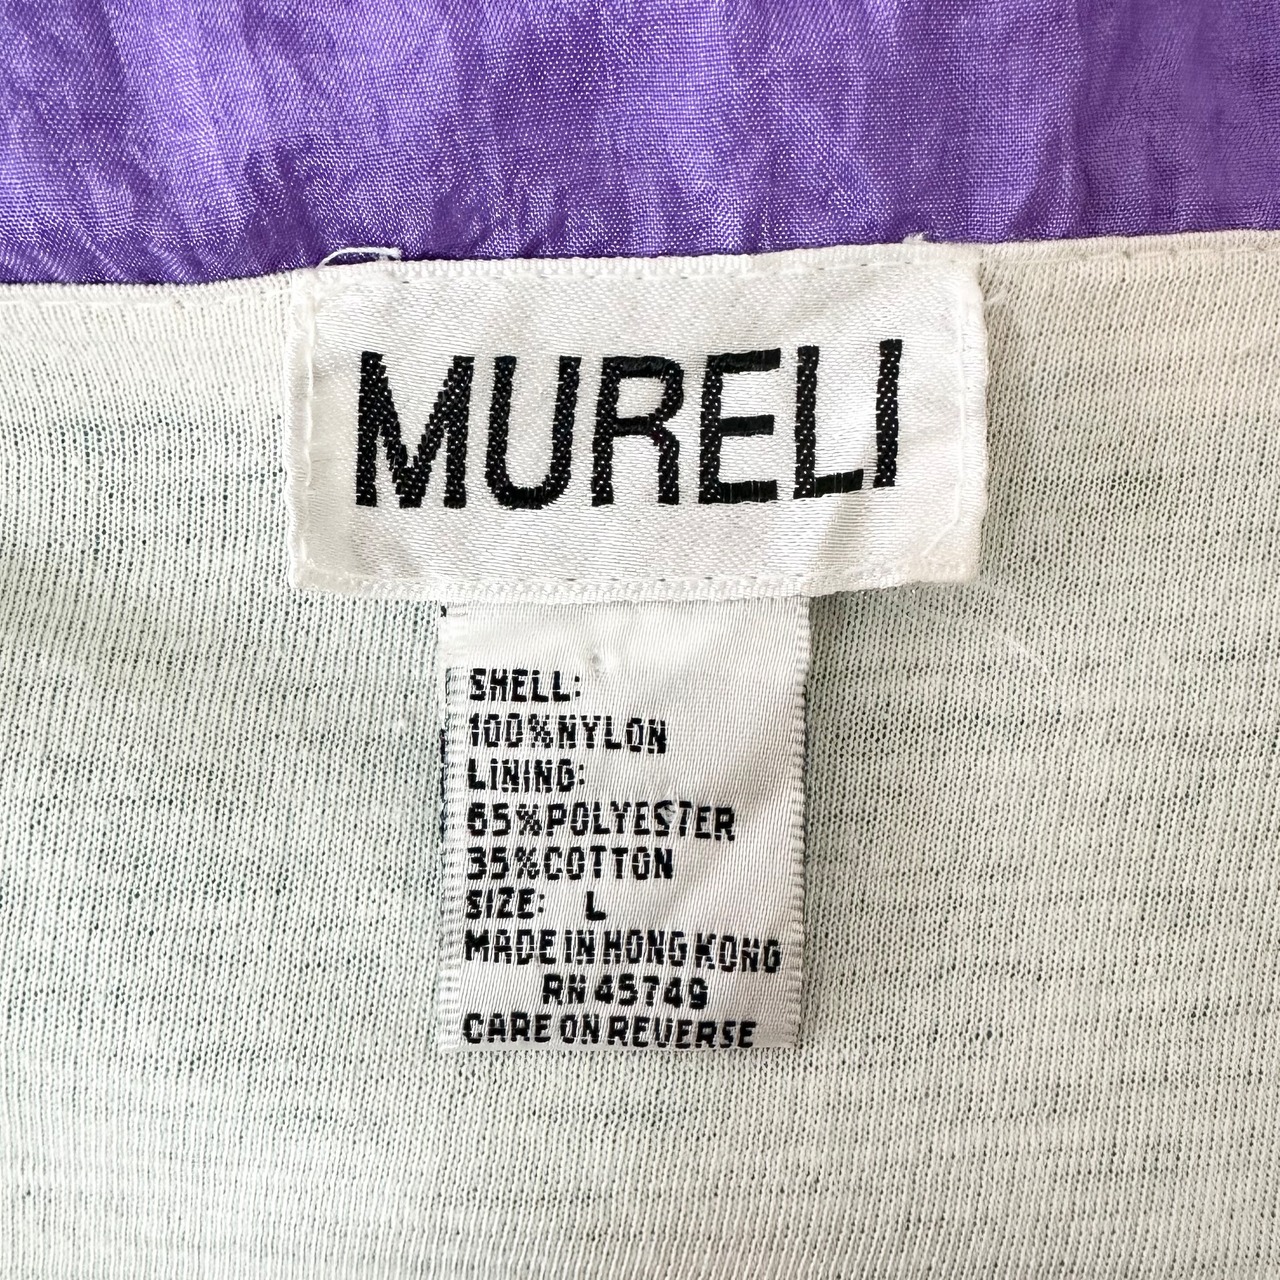 MURELI
SHELL:
100%NYLON
LINING:
65%POLYESTER
35%COTTON
SIZE: L
MADE IN HONG KONG
RN 45749
CARE ON REVERSE